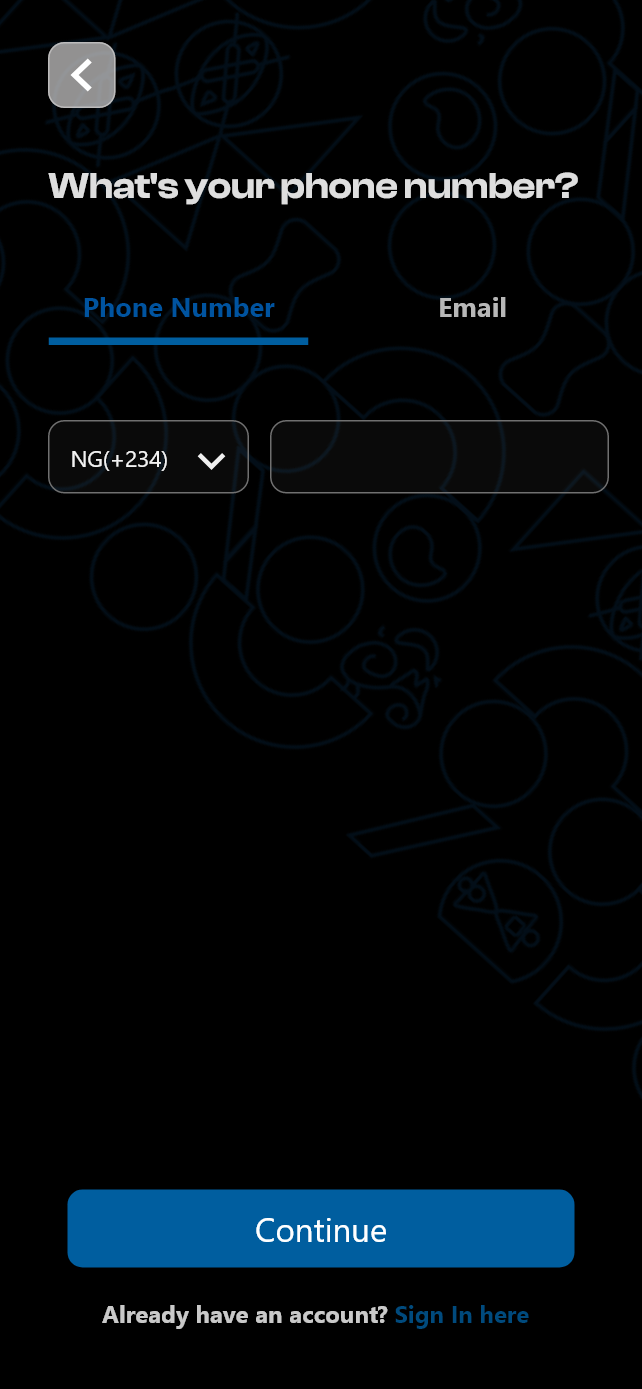 What's your phone number?
Phone Number
Email
NG(+234)
Continue
Already have an account? Sign In here